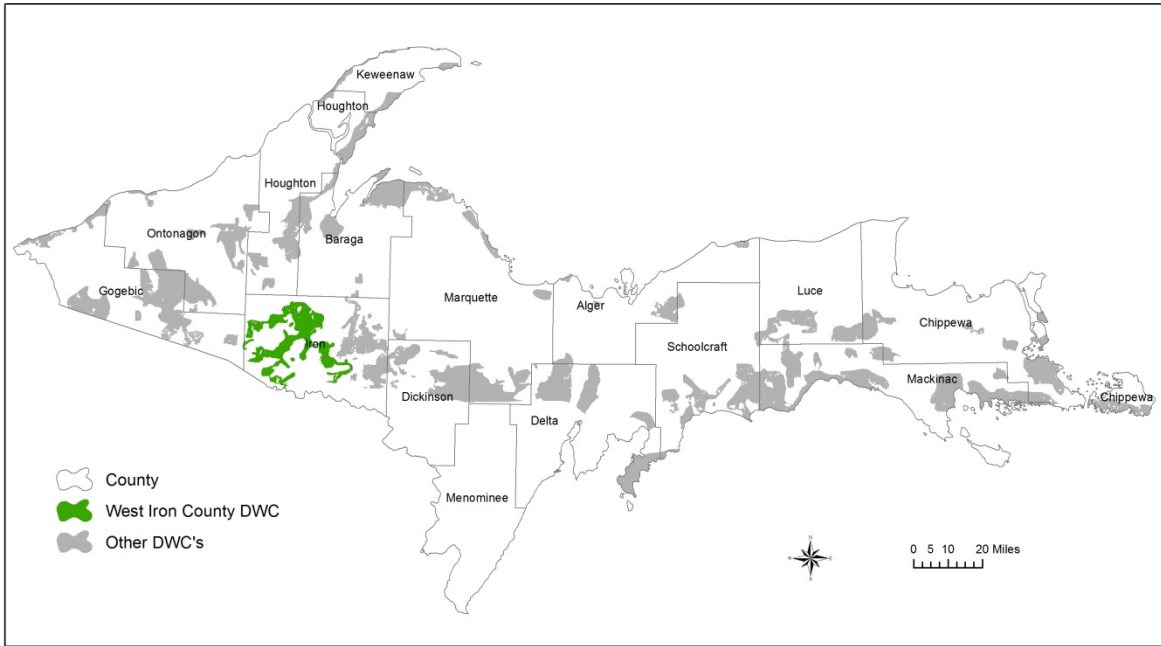 Keweenaw
Houghton
Houghton
Ontonagon
Baraga
Gogebic
Marquette
Alger
Luce
Chippewa
Iron
Schoolcraft
Dickinson
Mackinac
Chippewa
Delta
Menominee
County
West Iron County DWC
Other DWC's
N
W
E
S
0 5 10 20 Miles